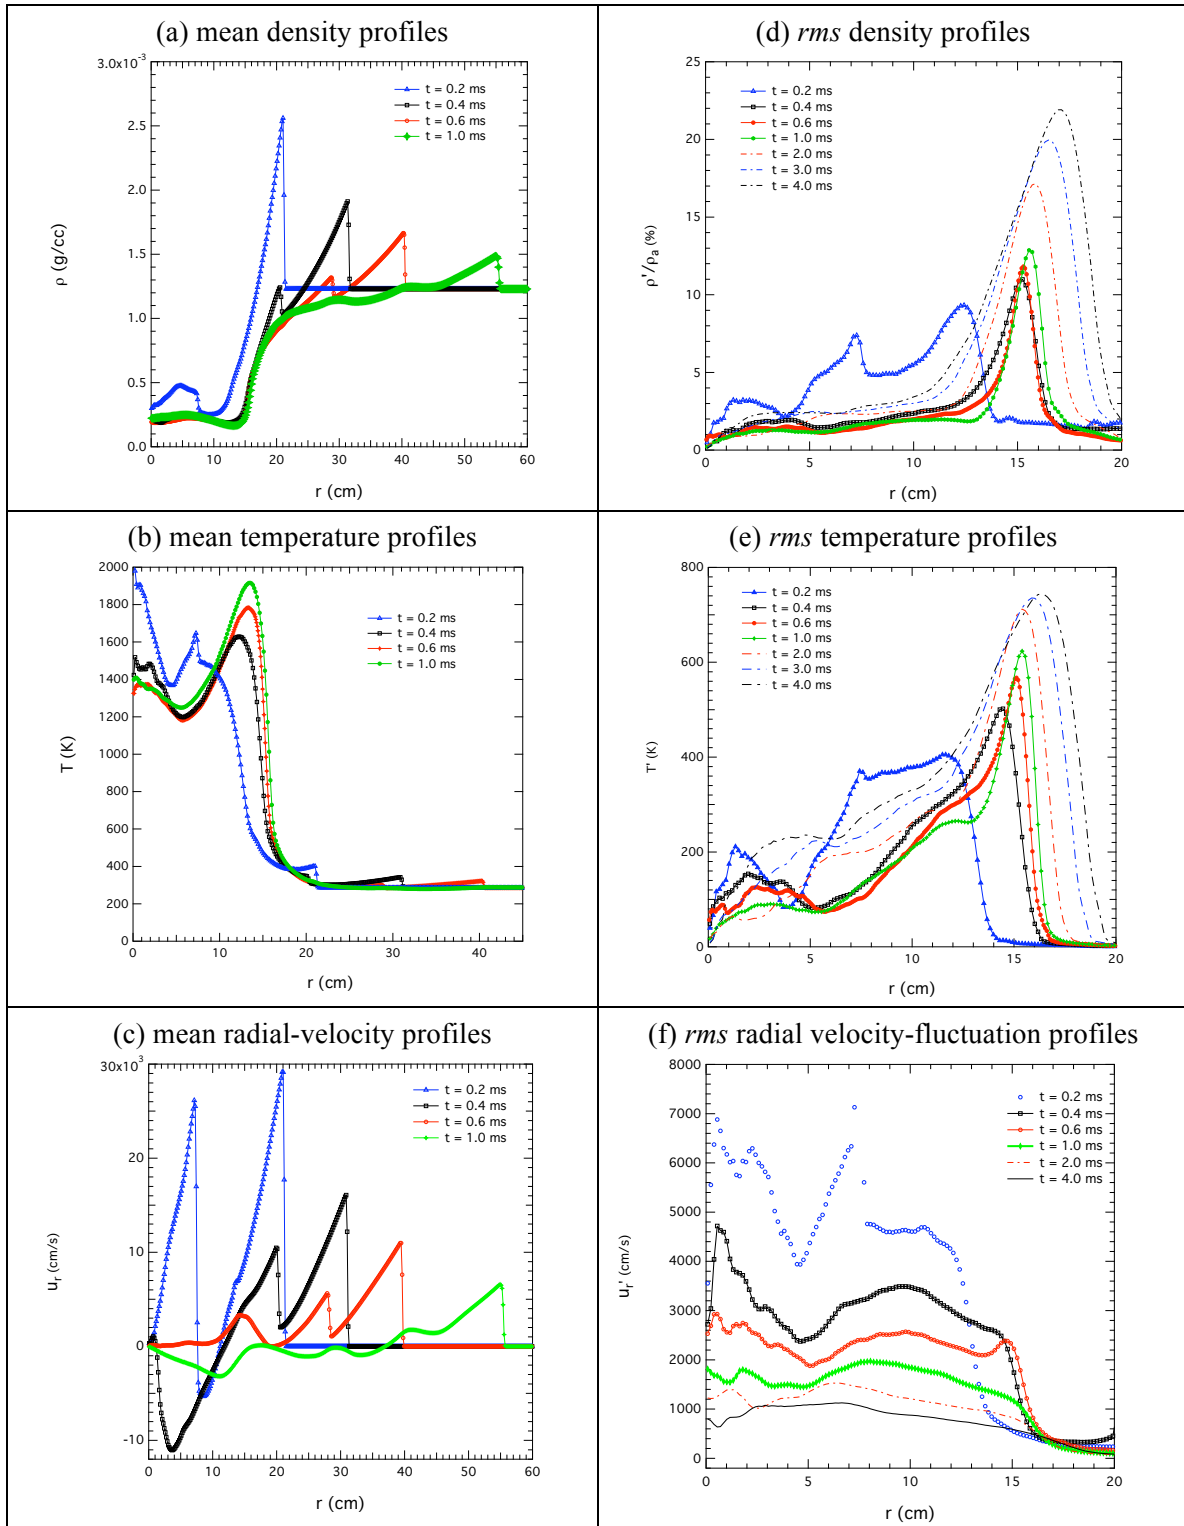 (a) mean density profiles
3.0x10⁻³
2.5
2.0
1.5
1.0
0.5
0.0
ρ (g/cc)
t = 0.2 ms
t = 0.4 ms
t = 0.6 ms
t = 1.0 ms
0 10 20 30 40 50 60
r (cm)
(d) rms density profiles
25
20
15
10
5
0
ρ'/ρₐ (%)
t = 0.2 ms
t = 0.4 ms
t = 0.6 ms
t = 1.0 ms
t = 2.0 ms
t = 3.0 ms
t = 4.0 ms
0 5 10 15 20
r (cm)
(b) mean temperature profiles
2000
1800
1600
1400
1200
1000
800
600
400
200
0
T (K)
t = 0.2 ms
t = 0.4 ms
t = 0.6 ms
t = 1.0 ms
0 10 20 30 40
r (cm)
(e) rms temperature profiles
800
600
400
200
0
T' (K)
t = 0.2 ms
t = 0.4 ms
t = 0.6 ms
t = 1.0 ms
t = 2.0 ms
t = 3.0 ms
t = 4.0 ms
0 5 10 15 20
r (cm)
(c) mean radial-velocity profiles
30x10³
20
10
0
-10
uᵣ (cm/s)
t = 0.2 ms
t = 0.4 ms
t = 0.6 ms
t = 1.0 ms
0 10 20 30 40 50 60
r (cm)
(f) rms radial velocity-fluctuation profiles
8000
7000
6000
5000
4000
3000
2000
1000
0
uᵣ' (cm/s)
t = 0.2 ms
t = 0.4 ms
t = 0.6 ms
t = 1.0 ms
t = 2.0 ms
t = 4.0 ms
0 5 10 15 20
r (cm)